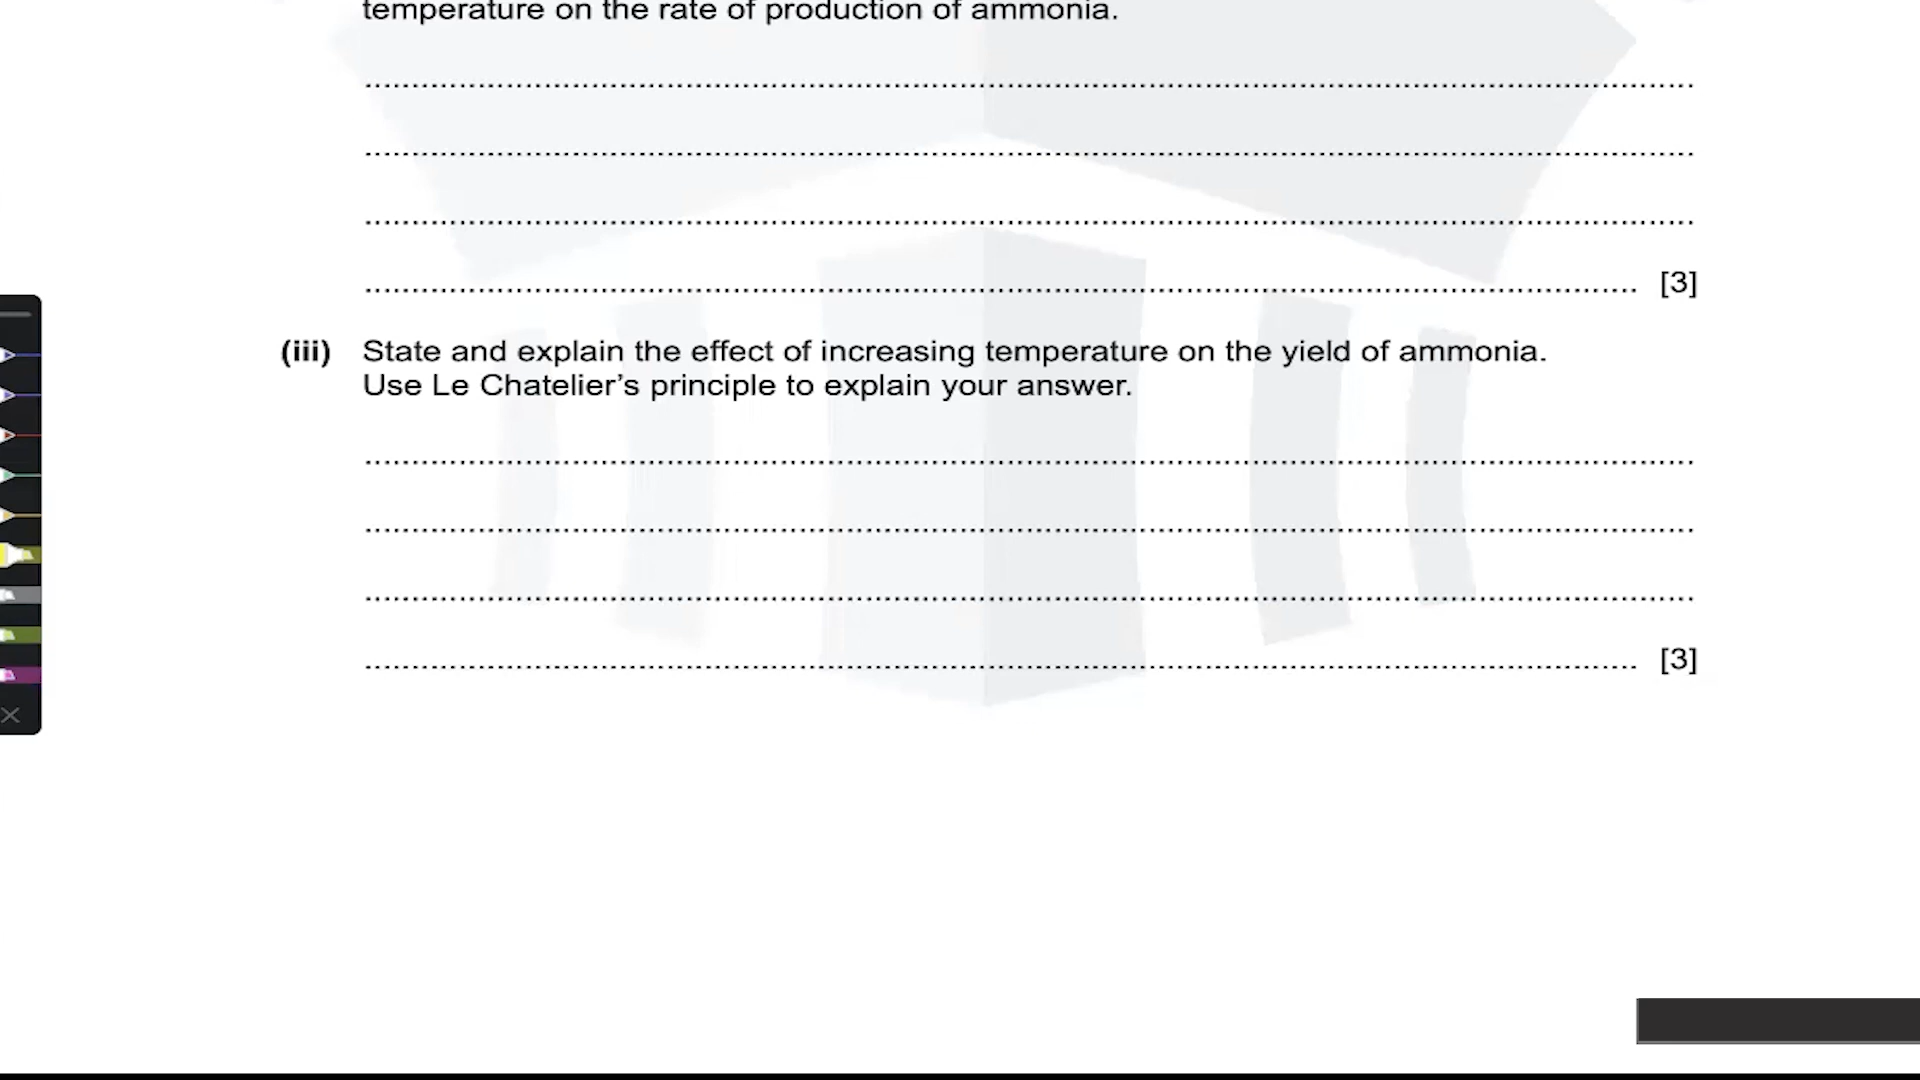 temperature on the rate of production of ammonia.
[3]
(iii) State and explain the effect of increasing temperature on the yield of ammonia.
Use Le Chatelier’s principle to explain your answer.
[3]